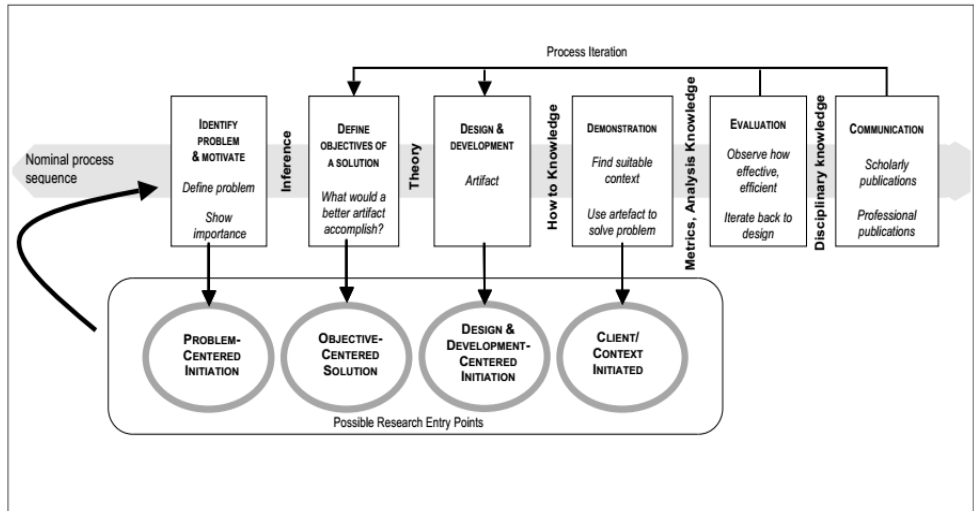 Process Iteration
Nominal process
sequence
IDENTIFY
PROBLEM
& MOTIVATE
Define problem
Show
importance
Inference
DEFINE
OBJECTIVES OF
A SOLUTION
What would a
better artifact
accomplish?
Theory
DESIGN &
DEVELOPMENT
Artifact
How to Knowledge
DEMONSTRATION
Find suitable
context
Use artefact to
solve problem
Metrics, Analysis Knowledge
EVALUATION
Observe how
effective,
efficient
Iterate back to
design
Disciplinary knowledge
COMMUNICATION
Scholarly
publications
Professional
publications
PROBLEM-
CENTERED
INITIATION
OBJECTIVE-
CENTERED
SOLUTION
DESIGN &
DEVELOPMENT-
CENTERED
INITIATION
CLIENT/
CONTEXT
INITIATED
Possible Research Entry Points